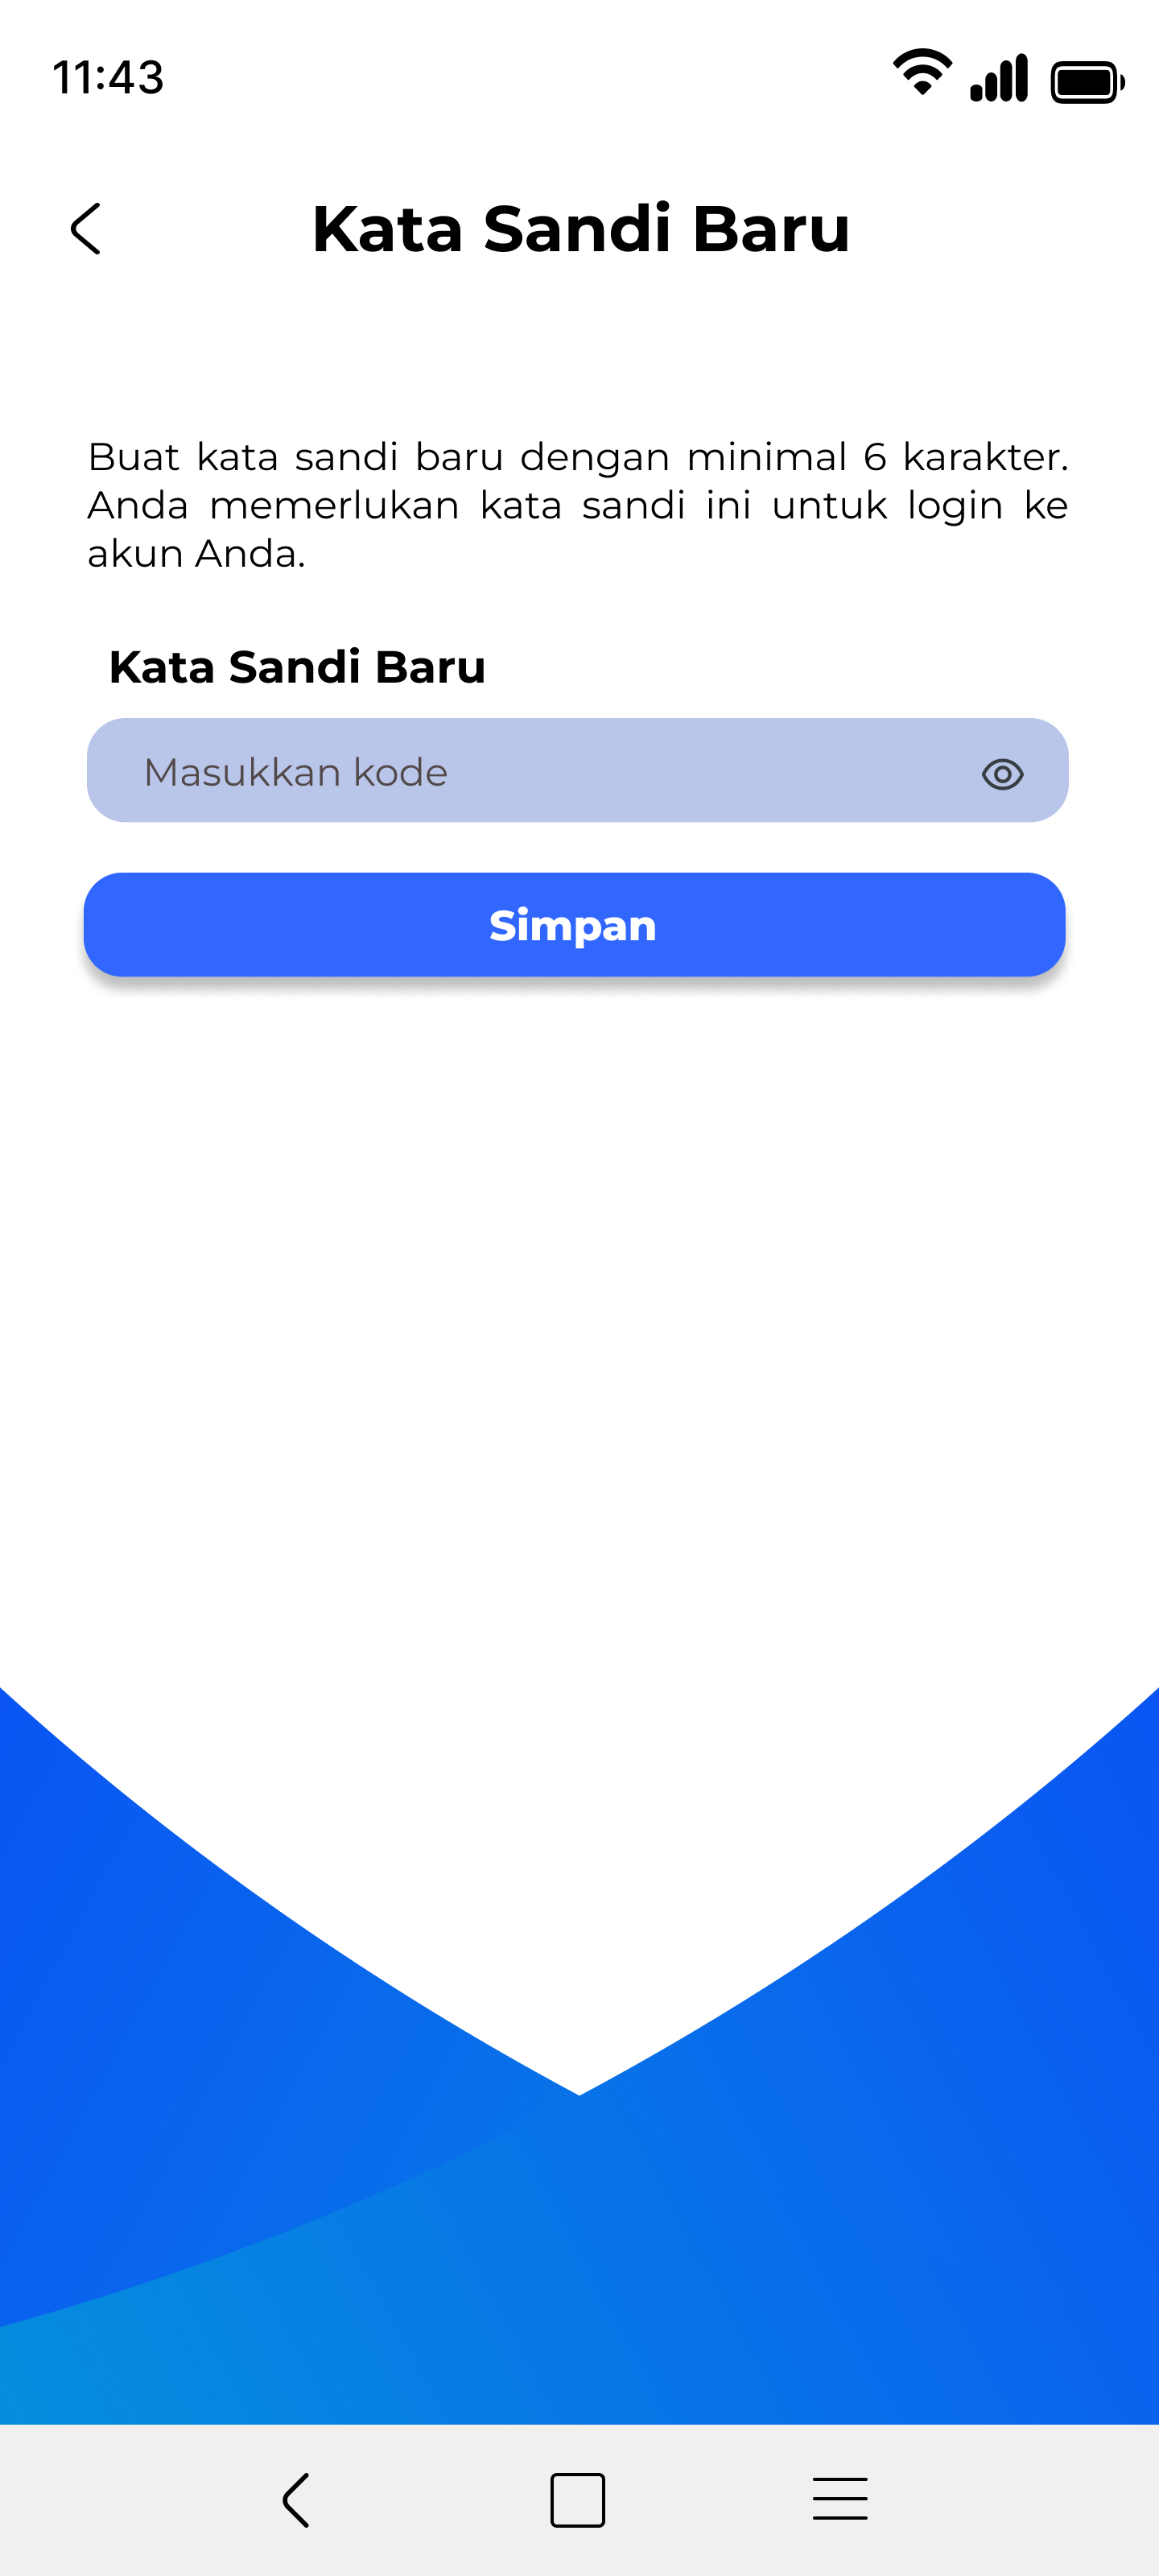 11:43
Kata Sandi Baru
Buat kata sandi baru dengan minimal 6 karakter.
Anda memerlukan kata sandi ini untuk login ke
akun Anda.
Kata Sandi Baru
Masukkan kode
Simpan